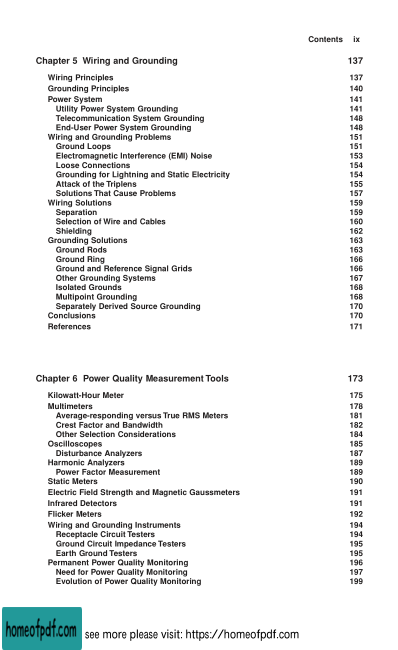 Contents ix
Chapter 5 Wiring and Grounding 137
Wiring Principles 137
Grounding Principles 140
Power System 141
Utility Power System Grounding 141
Telecommunication System Grounding 148
End-User Power System Grounding 148
Wiring and Grounding Problems 151
Ground Loops 151
Electromagnetic Interference (EMI) Noise 153
Loose Connections 154
Grounding for Lightning and Static Electricity 154
Attack of the Triplens 155
Solutions That Cause Problems 157
Wiring Solutions 159
Separation 159
Selection of Wire and Cables 160
Shielding 162
Grounding Solutions 163
Ground Rods 163
Ground Ring 166
Ground and Reference Signal Grids 166
Other Grounding Systems 167
Isolated Grounds 168
Multipoint Grounding 168
Separately Derived Source Grounding 170
Conclusions 170
References 171
Chapter 6 Power Quality Measurement Tools 173
Kilowatt-Hour Meter 175
Multimeters 178
Average-responding versus True RMS Meters 181
Crest Factor and Bandwidth 182
Other Selection Considerations 184
Oscilloscopes 185
Disturbance Analyzers 187
Harmonic Analyzers 189
Power Factor Measurement 189
Static Meters 190
Electric Field Strength and Magnetic Gaussmeters 191
Infrared Detectors 191
Flicker Meters 192
Wiring and Grounding Instruments 194
Receptacle Circuit Testers 194
Ground Circuit Impedance Testers 195
Earth Ground Testers 195
Permanent Power Quality Monitoring 196
Need for Power Quality Monitoring 197
Evolution of Power Quality Monitoring 199
homeofpdf.com see more please visit: https://homeofpdf.com